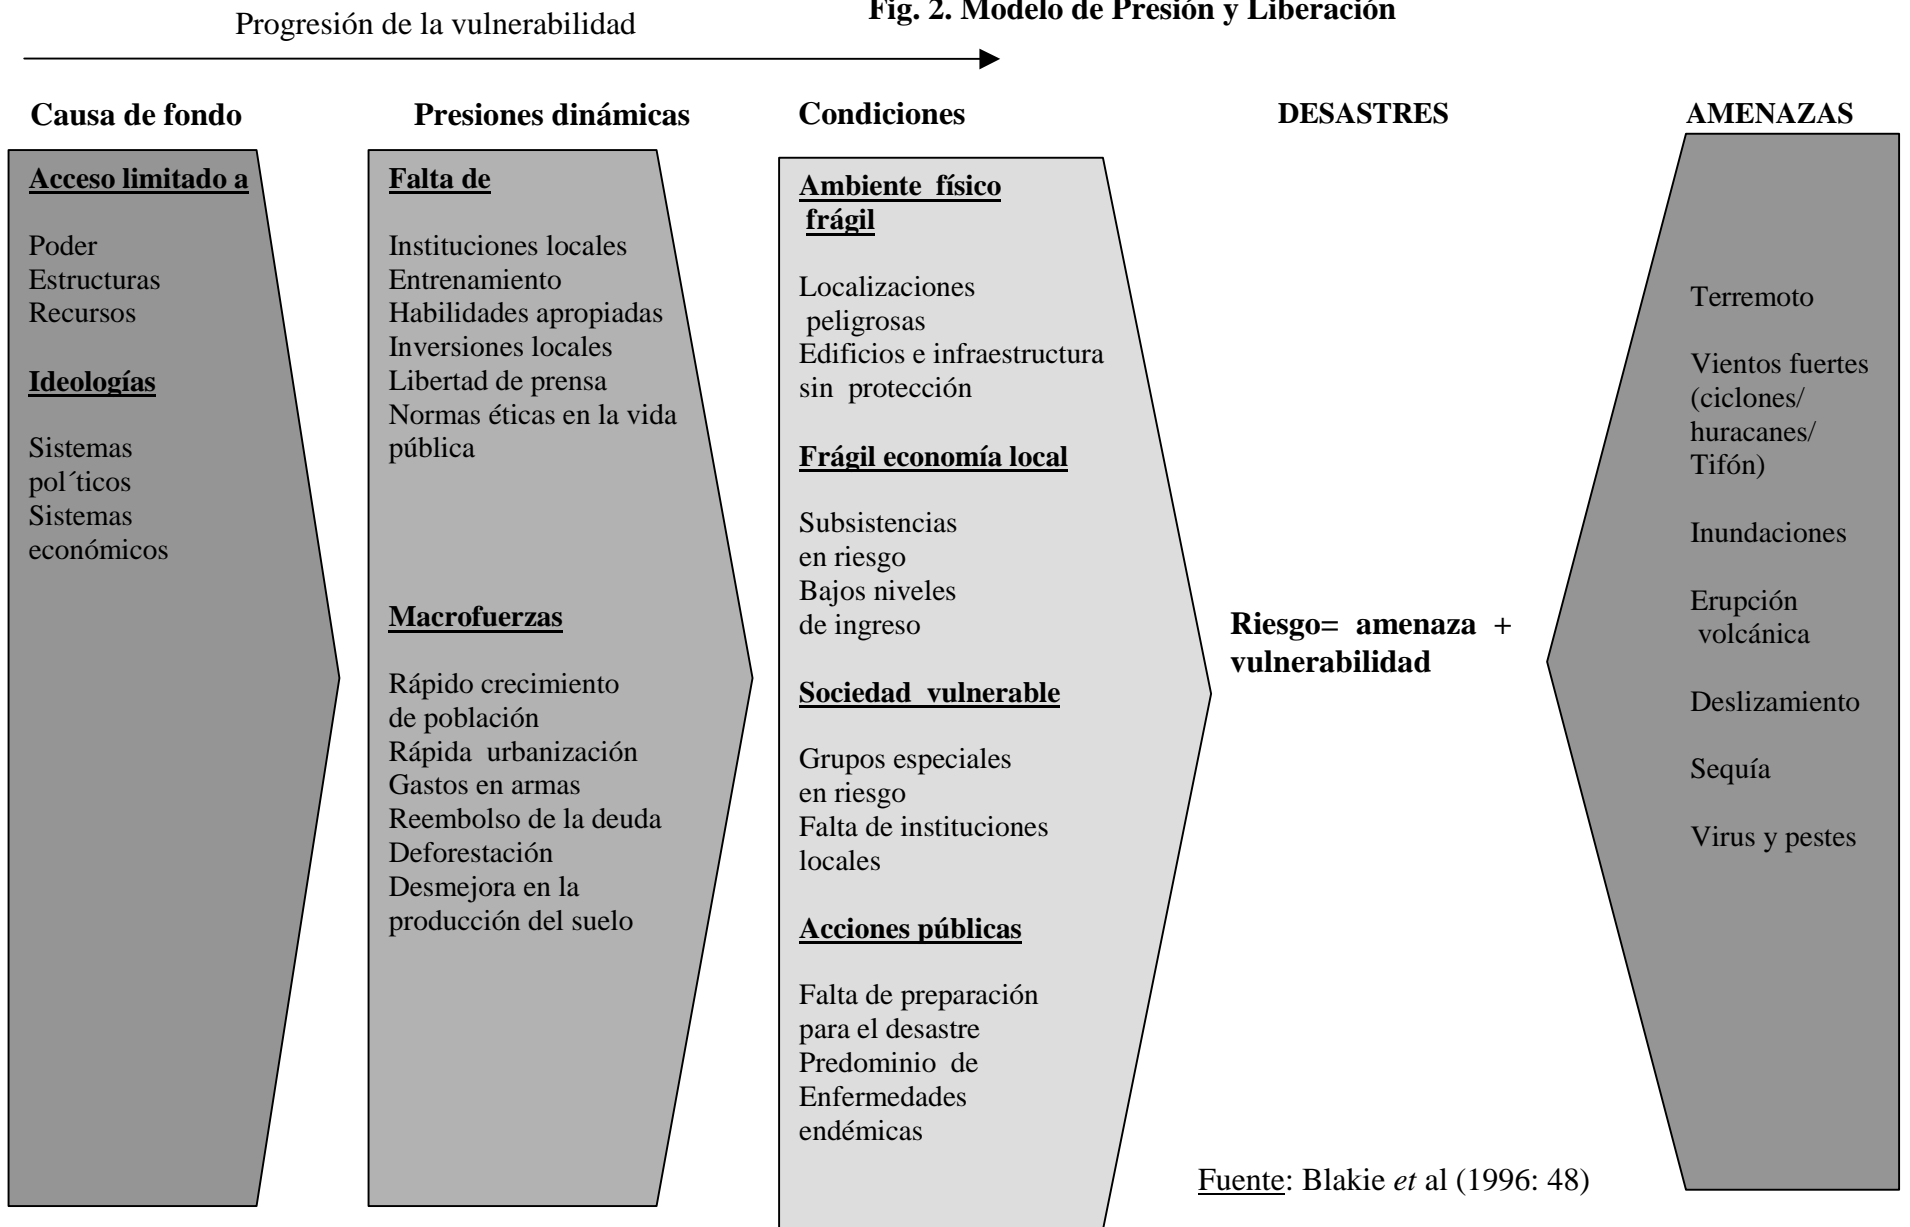 Fig. 2. Modelo de Presión y Liberación
Progresión de la vulnerabilidad
Causa de fondo
Acceso limitado a
Poder
Estructuras
Recursos
Ideologías
Sistemas
pol´ticos
Sistemas
económicos
Presiones dinámicas
Falta de
Instituciones locales
Entrenamiento
Habilidades apropiadas
Inversiones locales
Libertad de prensa
Normas éticas en la vida
pública
Macrofuerzas
Rápido crecimiento
de población
Rápida urbanización
Gastos en armas
Reembolso de la deuda
Deforestación
Desmejora en la
producción del suelo
Condiciones
Ambiente físico
frágil
Localizaciones
peligrosas
Edificios e infraestructura
sin protección
Frágil economía local
Subsistencias
en riesgo
Bajos niveles
de ingreso
Sociedad vulnerable
Grupos especiales
en riesgo
Falta de instituciones
locales
Acciones públicas
Falta de preparación
para el desastre
Predominio de
Enfermedades
endémicas
DESASTRES
Riesgo= amenaza +
vulnerabilidad
AMENAZAS
Terremoto
Vientos fuertes
(ciclones/
huracanes/
Tifón)
Inundaciones
Erupción
volcánica
Deslizamiento
Sequía
Virus y pestes
Fuente: Blakie et al (1996: 48)